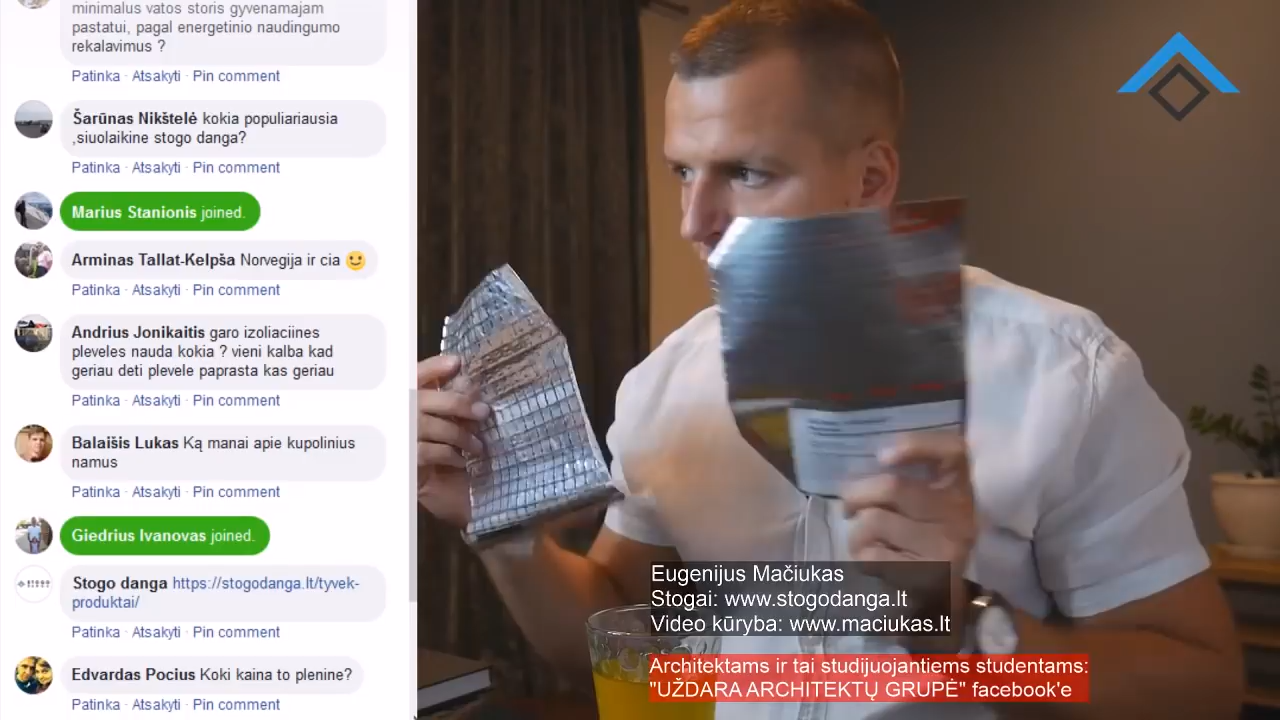 minimalus vatos storis gyvenamajam
pastatui, pagal energetinio naudingumo
rekalavimus ?
Patinka · Atsakyti · Pin comment
Šarūnas Nikštelė kokia populiariausia
,siuolaikine stogo danga?
Patinka · Atsakyti · Pin comment
Marius Stanionis joined.
Arminas Tallat-Kelpša Norvegija ir cia 🙂
Patinka · Atsakyti · Pin comment
Andrius Jonikaitis garo izoliaciines
pleveles nauda kokia ? vieni kalba kad
geriau deti plevele paprasta kas geriau
Patinka · Atsakyti · Pin comment
Balaišis Lukas Ką manai apie kupolinius
namus
Patinka · Atsakyti · Pin comment
Giedrius Ivanovas joined.
Stogo danga https://stogodanga.lt/tyvek-
produktai/
Patinka · Atsakyti · Pin comment
Edvardas Pocius Koki kaina to plenine?
Patinka · Atsakyti · Pin comment
Eugenijus Mačiukas
Stogai: www.stogodanga.lt
Video kūryba: www.maciukas.lt
Architektams ir tai studijuojantiems studentams:
"UŽDARA ARCHITEKTŲ GRUPĖ" facebook'e